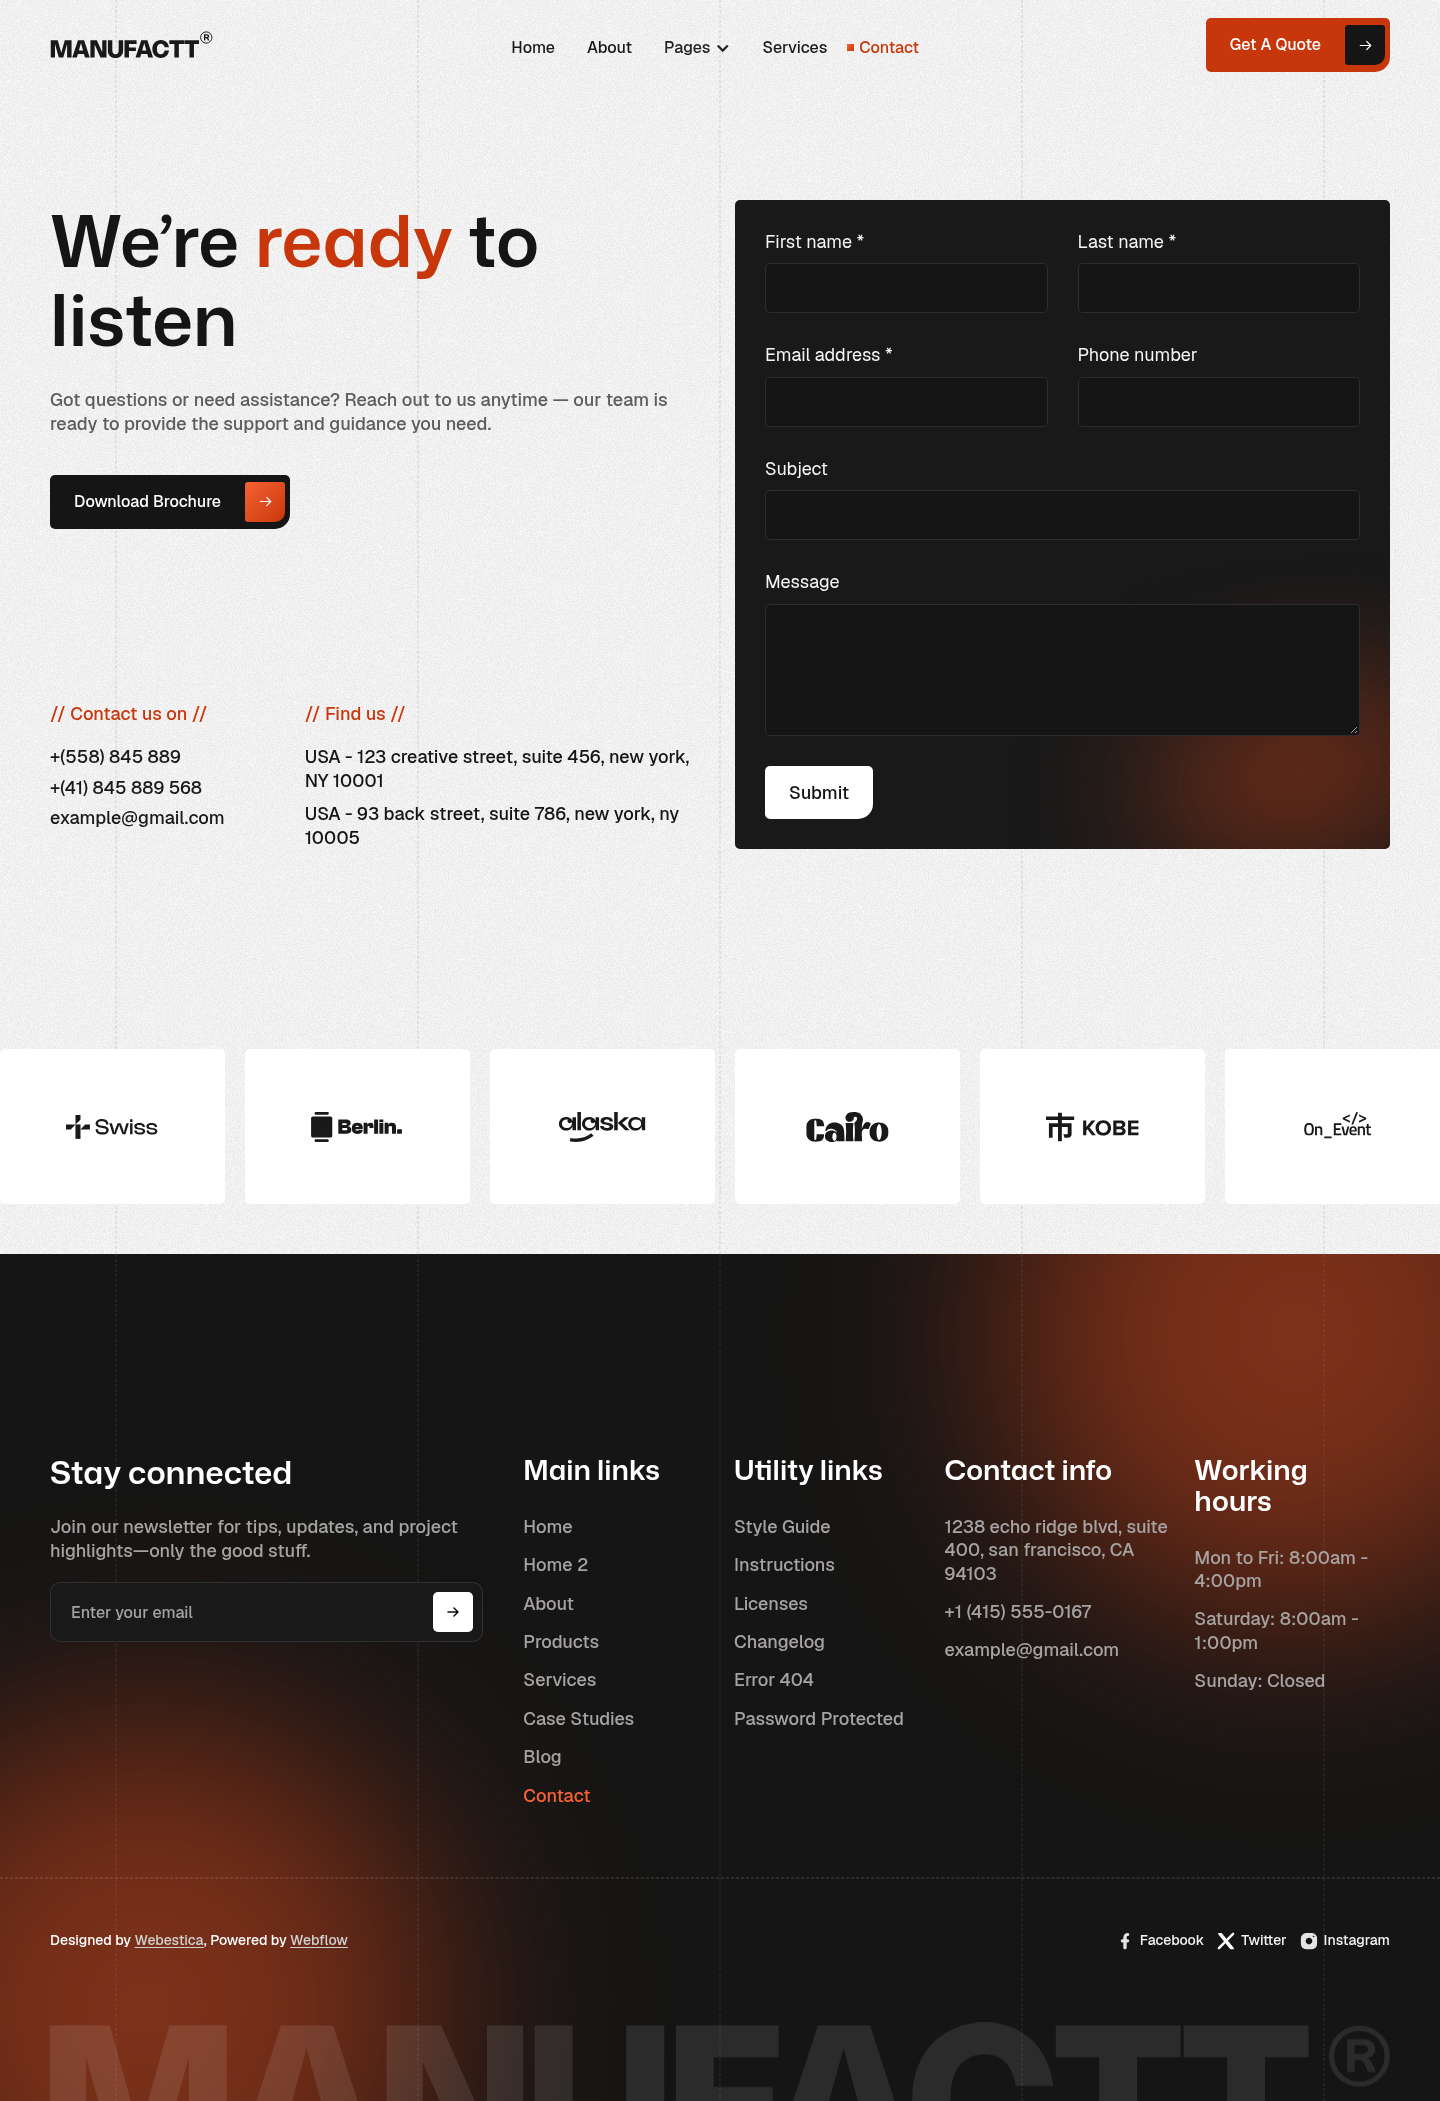 MANUFACTT®
Home
About
Pages
Services
Contact
Get A Quote
We’re ready to
listen
Got questions or need assistance? Reach out to us anytime — our team is
ready to provide the support and guidance you need.
Download Brochure
// Contact us on //
+(558) 845 889
+(41) 845 889 568
example@gmail.com
// Find us //
USA - 123 creative street, suite 456, new york,
NY 10001
USA - 93 back street, suite 786, new york, ny
10005
First name *
Last name *
Email address *
Phone number
Subject
Message
Submit
Swiss
Berlin.
alaska
cairo
市 KOBE
</>
On_Event
Stay connected
Join our newsletter for tips, updates, and project
highlights—only the good stuff.
Enter your email
Main links
Home
Home 2
About
Products
Services
Case Studies
Blog
Contact
Utility links
Style Guide
Instructions
Licenses
Changelog
Error 404
Password Protected
Contact info
1238 echo ridge blvd, suite
400, san francisco, CA
94103
+1 (415) 555-0167
example@gmail.com
Working
hours
Mon to Fri: 8:00am -
4:00pm
Saturday: 8:00am -
1:00pm
Sunday: Closed
Designed by Webestica, Powered by Webflow
Facebook
Twitter
Instagram
MANUFACTT®